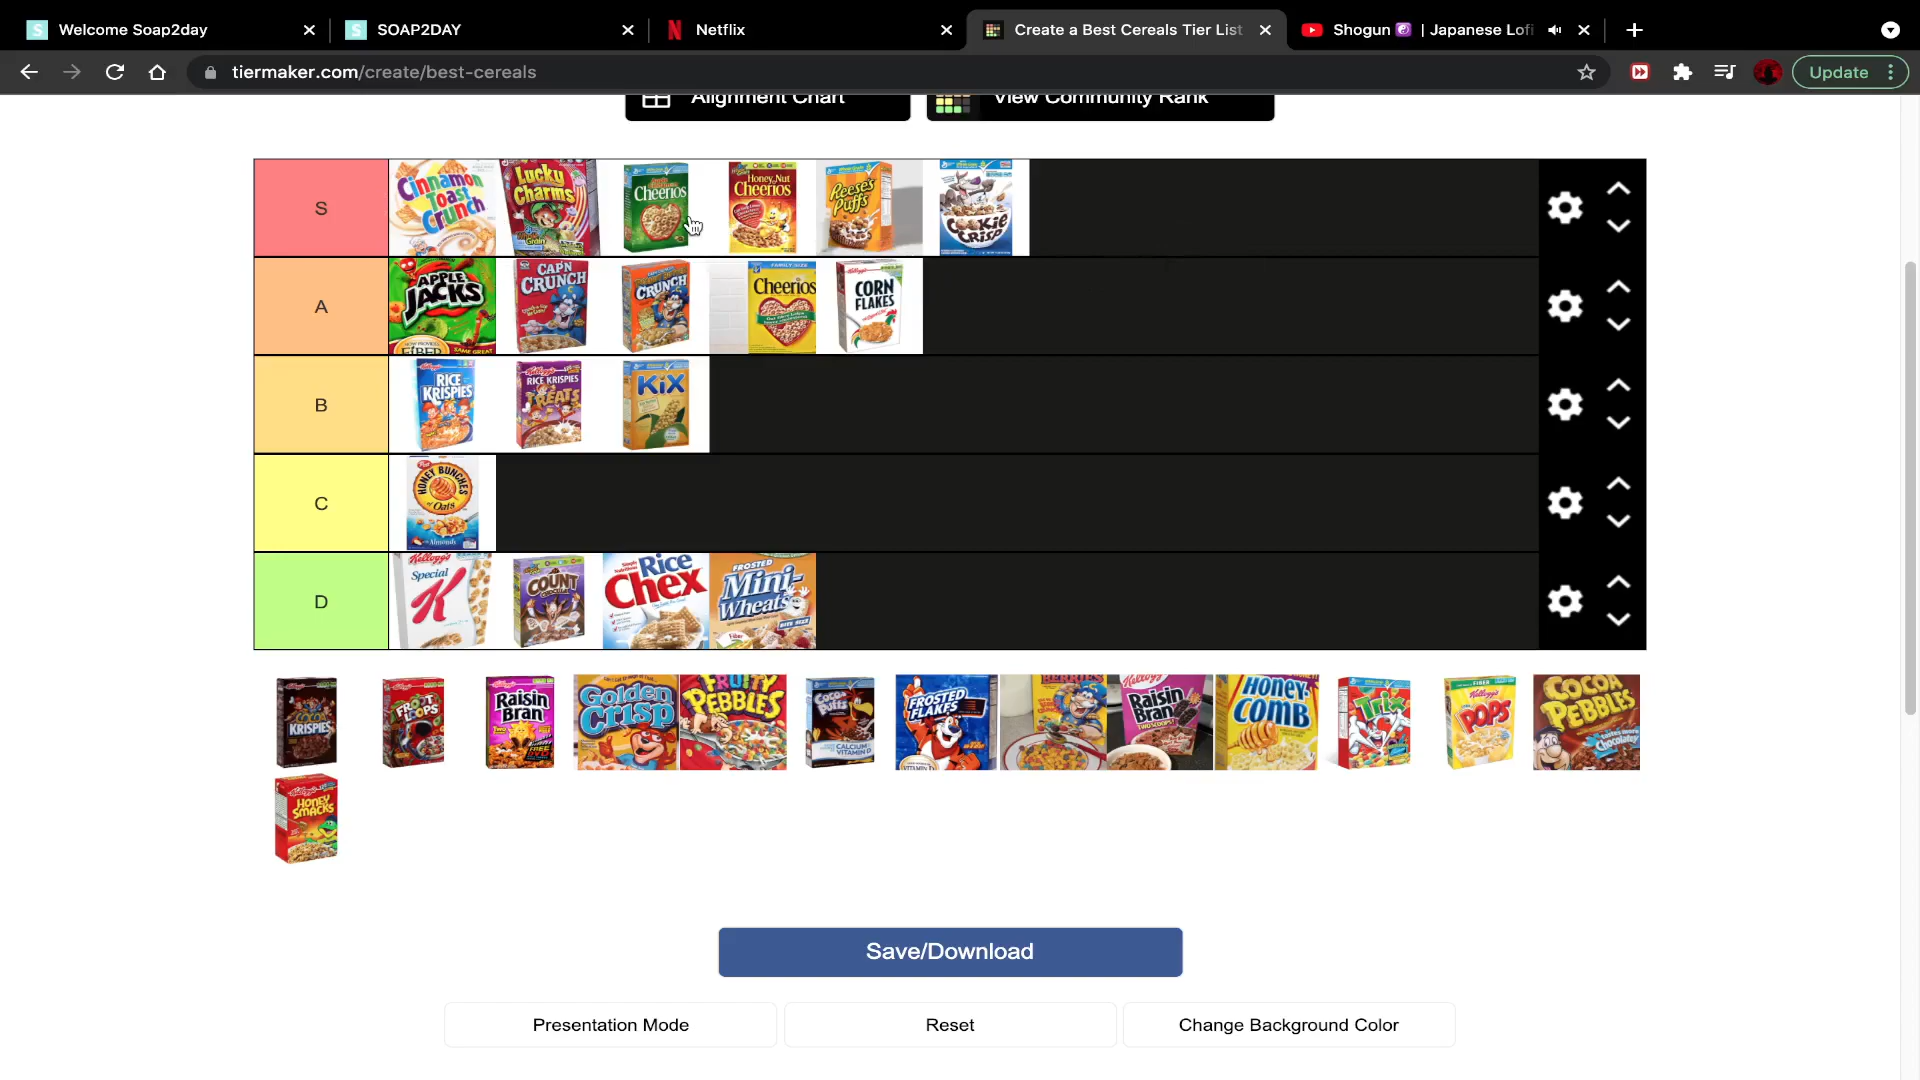 Welcome Soap2day
SOAP2DAY
Netflix
Create a Best Cereals Tier List
Shogun | Japanese Lofi
tiermaker.com/create/best-cereals
Update
Alignment Chart
View Community Rank
S
Cinnamon Toast Crunch
Lucky Charms
Cheerios
Honey Nut Cheerios
Reese's Puffs
Cookie Crisp
A
APPLE JACKS
CAP'N CRUNCH
CRUNCH
Cheerios
CORN FLAKES
B
RICE KRISPIES
RICE KRISPIES TREATS
KiX
C
HONEY BUNCHES of Oats
D
Kellogg's Special K
COUNT
Rice Chex
FROSTED Mini-Wheats
KRISPIES
FROOT LOOPS
Raisin Bran
Golden Crisp
FRUITY PEBBLES
Cocoa Puffs
FROSTED FLAKES
BERRIES
Kellogg's Raisin Bran
HONEY-COMB
Trix
POPS
COCOA PEBBLES
HONEY SMACKS
Save/Download
Presentation Mode
Reset
Change Background Color